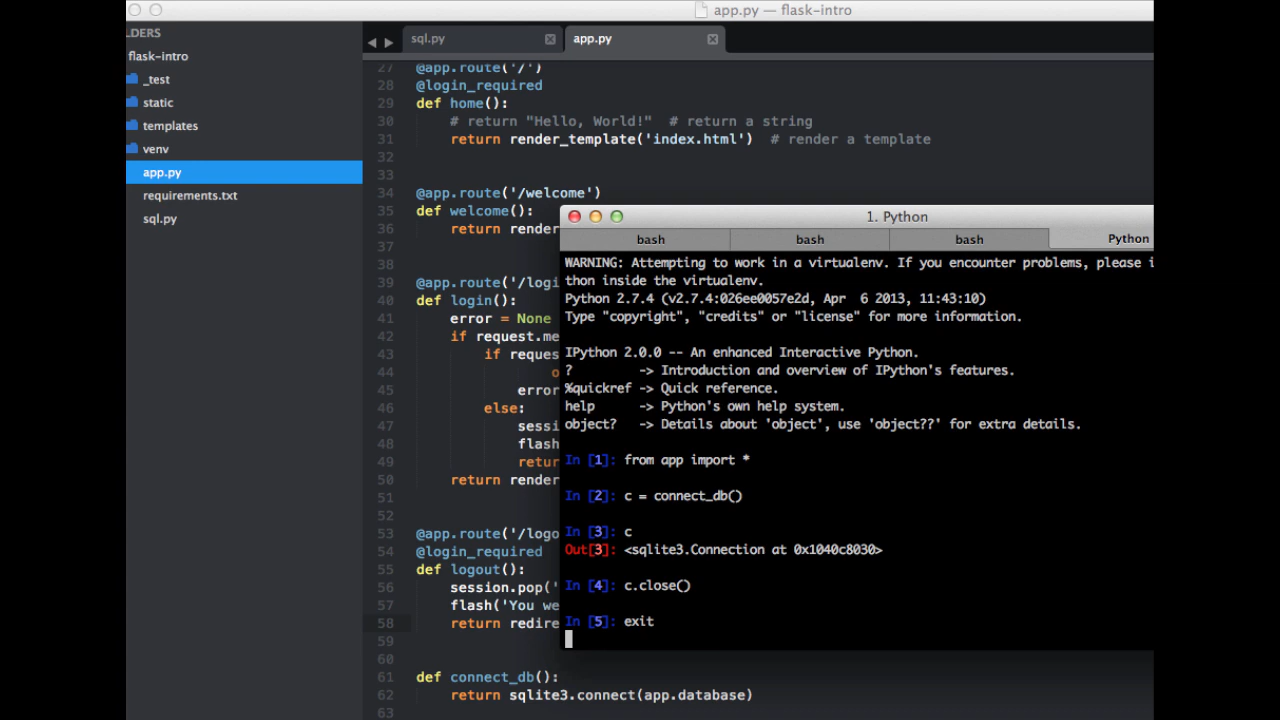 app.py — flask-intro
LDERS
flask-intro
_test
static
templates
venv
app.py
requirements.txt
sql.py
sql.py
app.py
27 @app.route('/')
28 @login_required
29 def home():
30 # return "Hello, World!"  # return a string
31 return render_template('index.html')  # render a template
32
33
34 @app.route('/welcome')
35 def welcome():
36 return render
37
38
39 @app.route('/logi
40 def login():
41 error = None
42 if request.me
43 if reque
44 o
45 error
46 else:
47 sessi
48 flash
49 retur
50 return render
51
52
53 @app.route('/logo
54 @login_required
55 def logout():
56 session.pop('
57 flash('You we
58 return redire
59
60
61 def connect_db():
62 return sqlite3.connect(app.database)
63
1. Python
bash
bash
bash
Python
WARNING: Attempting to work in a virtualenv. If you encounter problems, please i
thon inside the virtualenv.
Python 2.7.4 (v2.7.4:026ee0057e2d, Apr  6 2013, 11:43:10)
Type "copyright", "credits" or "license" for more information.
IPython 2.0.0 -- An enhanced Interactive Python.
?         -> Introduction and overview of IPython's features.
%quickref -> Quick reference.
help      -> Python's own help system.
object?   -> Details about 'object', use 'object??' for extra details.
In [1]: from app import *
In [2]: c = connect_db()
In [3]: c
Out[3]: <sqlite3.Connection at 0x1040c8030>
In [4]: c.close()
In [5]: exit